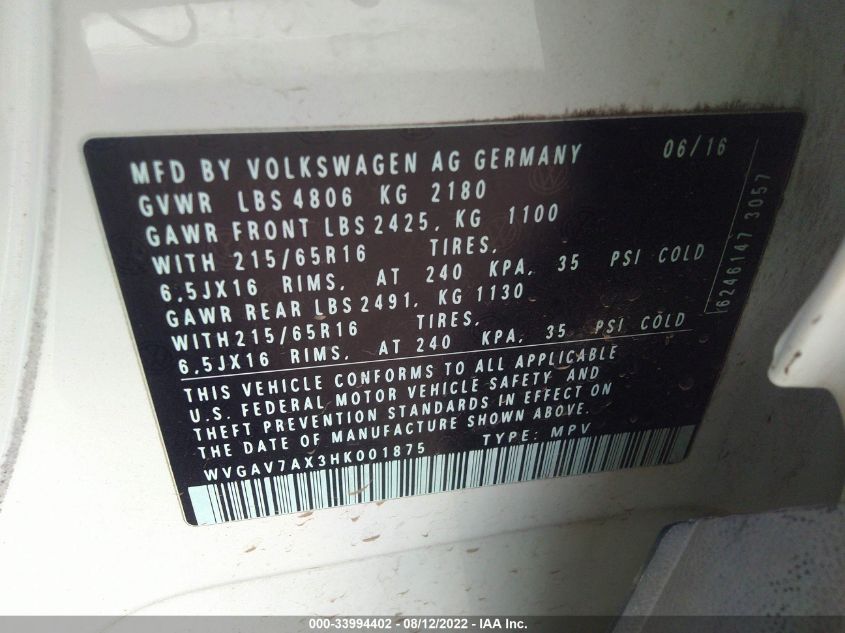 MFD BY VOLKSWAGEN AG GERMANY 06/16
GVWR LBS 4806 KG 2180
GAWR FRONT LBS 2425, KG 1100
WITH 215/65R16 TIRES,
6,5JX16 RIMS, AT 240 KPA, 35 PSI COLD
GAWR REAR LBS 2491, KG 1130
WITH 215/65R16 TIRES,
6,5JX16 RIMS, AT 240 KPA, 35 PSI COLD
THIS VEHICLE CONFORMS TO ALL APPLICABLE
U.S. FEDERAL MOTOR VEHICLE SAFETY AND
THEFT PREVENTION STANDARDS IN EFFECT ON
THE DATE OF MANUFACTURE SHOWN ABOVE.
WVGAV7AX3HK001875 TYPE: MPV
6246147 3057
000-33994402 - 08/12/2022 - IAA Inc.